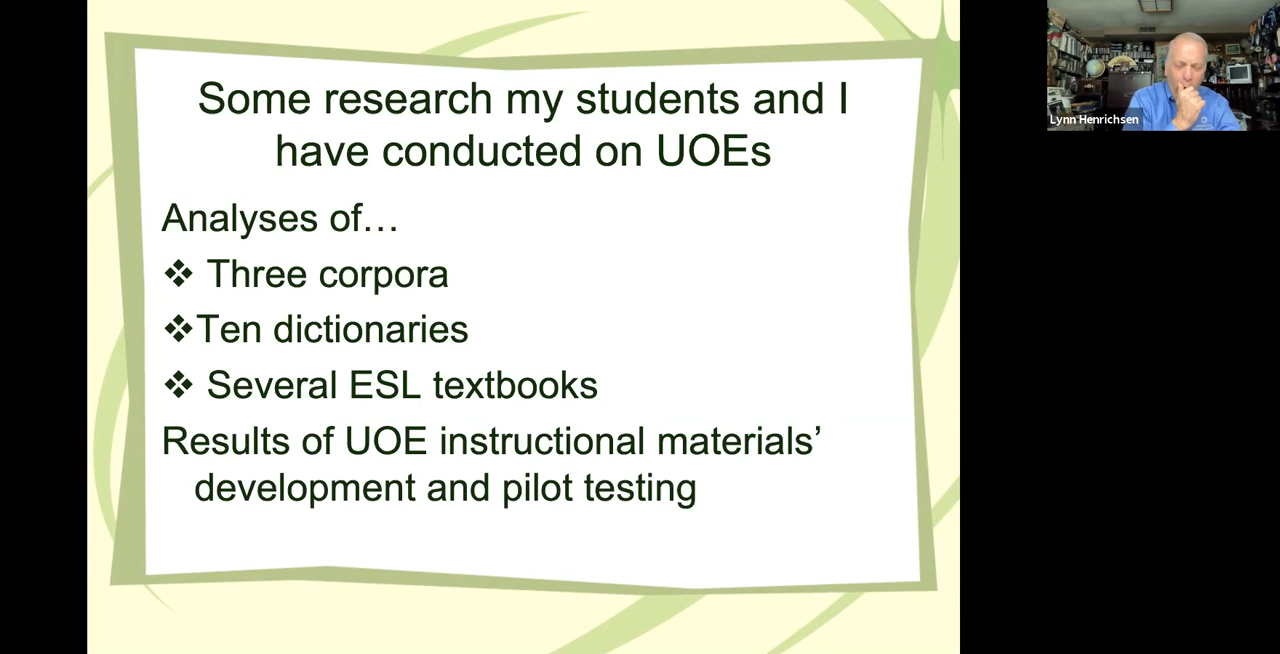 Some research my students and I
have conducted on UOEs
Analyses of…
❖ Three corpora
❖Ten dictionaries
❖ Several ESL textbooks
Results of UOE instructional materials’
development and pilot testing
Lynn Henrichsen